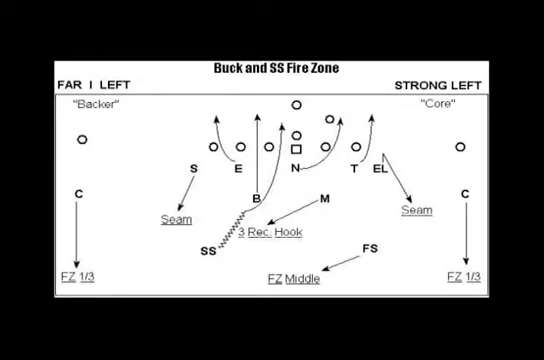 Buck and SS Fire Zone
FAR I LEFT STRONG LEFT
"Backer" "Core"
S E N T EL
C B M C
Seam Seam
3 Rec. Hook
SS FS
FZ 1/3 FZ Middle FZ 1/3